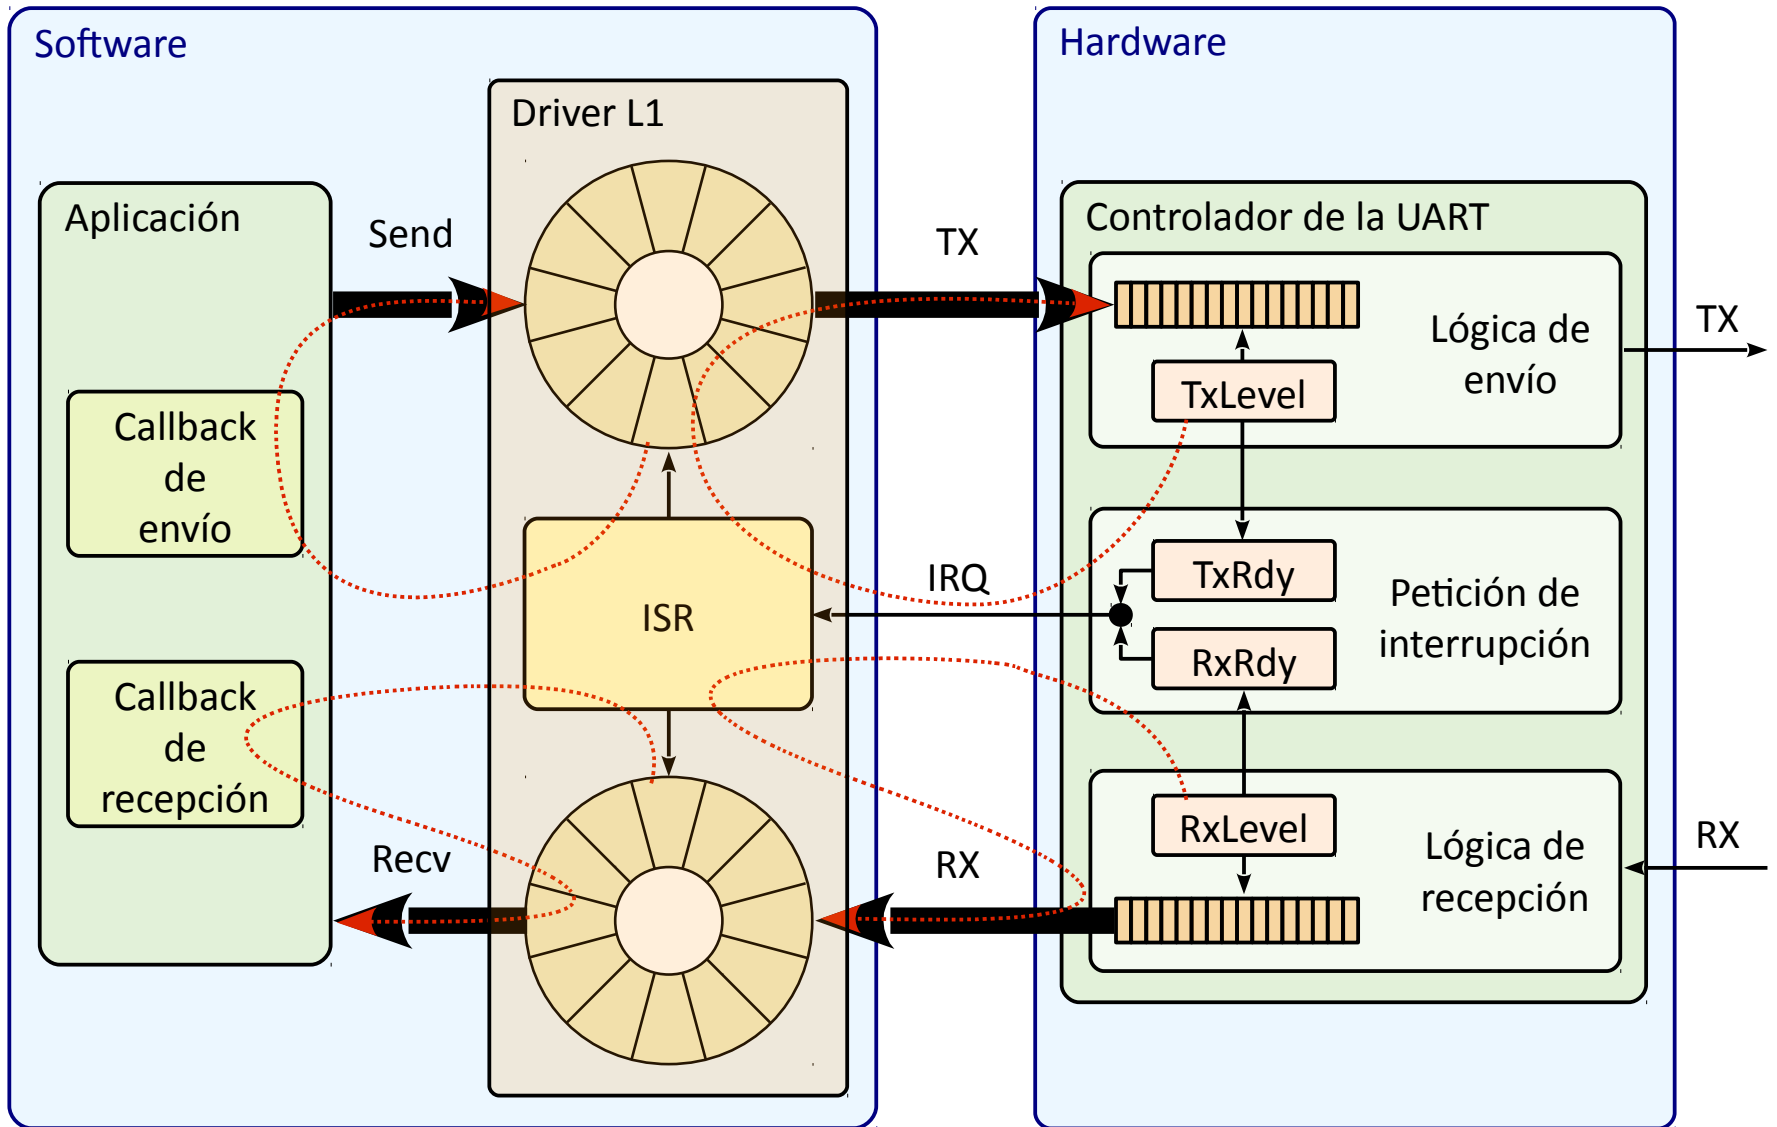 Software
Hardware
Driver L1
Aplicación
Send
TX
Controlador de la UART
Lógica de
envío
TX
TxLevel
Callback
de
envío
IRQ
ISR
TxRdy
RxRdy
Petición de
interrupción
Callback
de
recepción
Recv
RX
RxLevel
Lógica de
recepción
RX